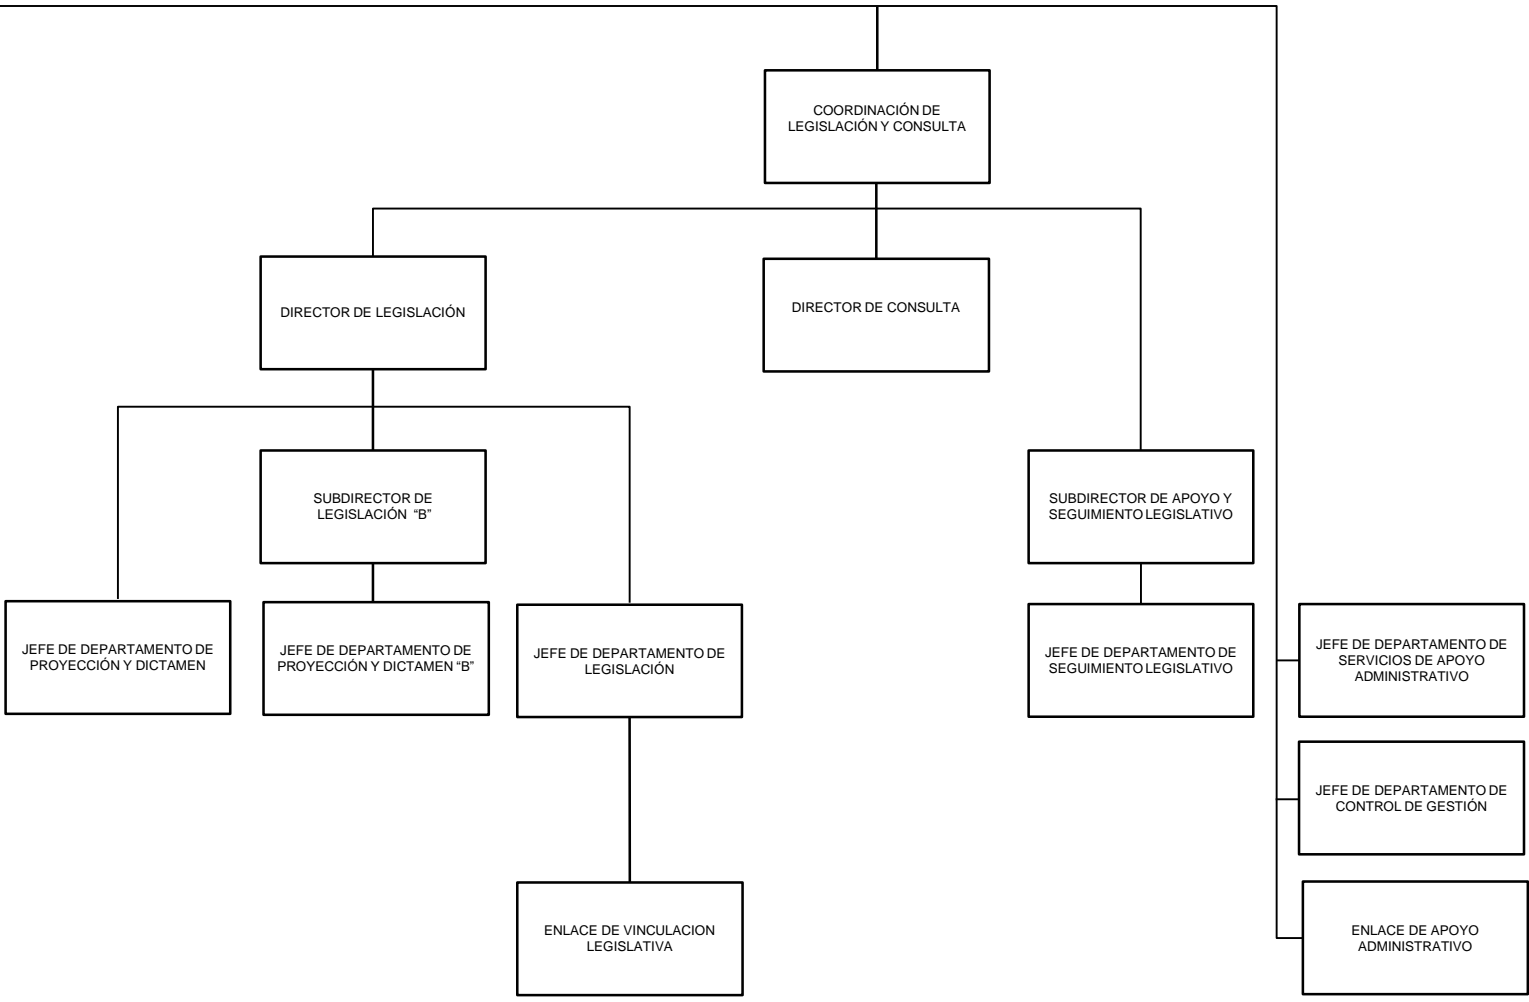 COORDINACIÓN DE
LEGISLACIÓN Y CONSULTA
DIRECTOR DE LEGISLACIÓN
DIRECTOR DE CONSULTA
SUBDIRECTOR DE
LEGISLACIÓN “B”
SUBDIRECTOR DE APOYO Y
SEGUIMIENTO LEGISLATIVO
JEFE DE DEPARTAMENTO DE
PROYECCIÓN Y DICTAMEN
JEFE DE DEPARTAMENTO DE
PROYECCIÓN Y DICTAMEN “B”
JEFE DE DEPARTAMENTO DE
LEGISLACIÓN
JEFE DE DEPARTAMENTO DE
SEGUIMIENTO LEGISLATIVO
JEFE DE DEPARTAMENTO DE
SERVICIOS DE APOYO
ADMINISTRATIVO
JEFE DE DEPARTAMENTO DE
CONTROL DE GESTIÓN
ENLACE DE VINCULACION
LEGISLATIVA
ENLACE DE APOYO
ADMINISTRATIVO